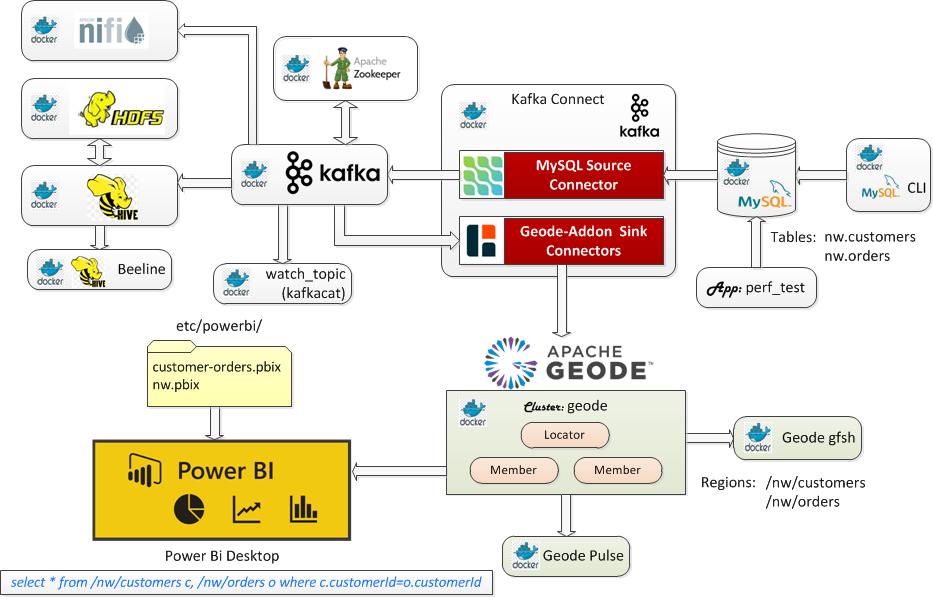 APACHE
nifi
docker
docker
Apache
Zookeeper
Kafka Connect
docker
kafka
docker
HDFS
docker
kafka
MySQL Source
Connector
docker
MySQL
docker
MySQL
CLI
docker
HIVE
Geode-Addon Sink
Connectors
Tables: nw.customers
nw.orders
docker
HIVE
Beeline
docker
watch_topic
(kafkacat)
App: perf_test
etc/powerbi/
customer-orders.pbix
nw.pbix
APACHE
GEODE™
docker
Cluster: geode
Locator
Member
Member
docker
Geode gfsh
Regions: /nw/customers
/nw/orders
Power BI
docker
Geode Pulse
Power Bi Desktop
select * from /nw/customers c, /nw/orders o where c.customerId=o.customerId